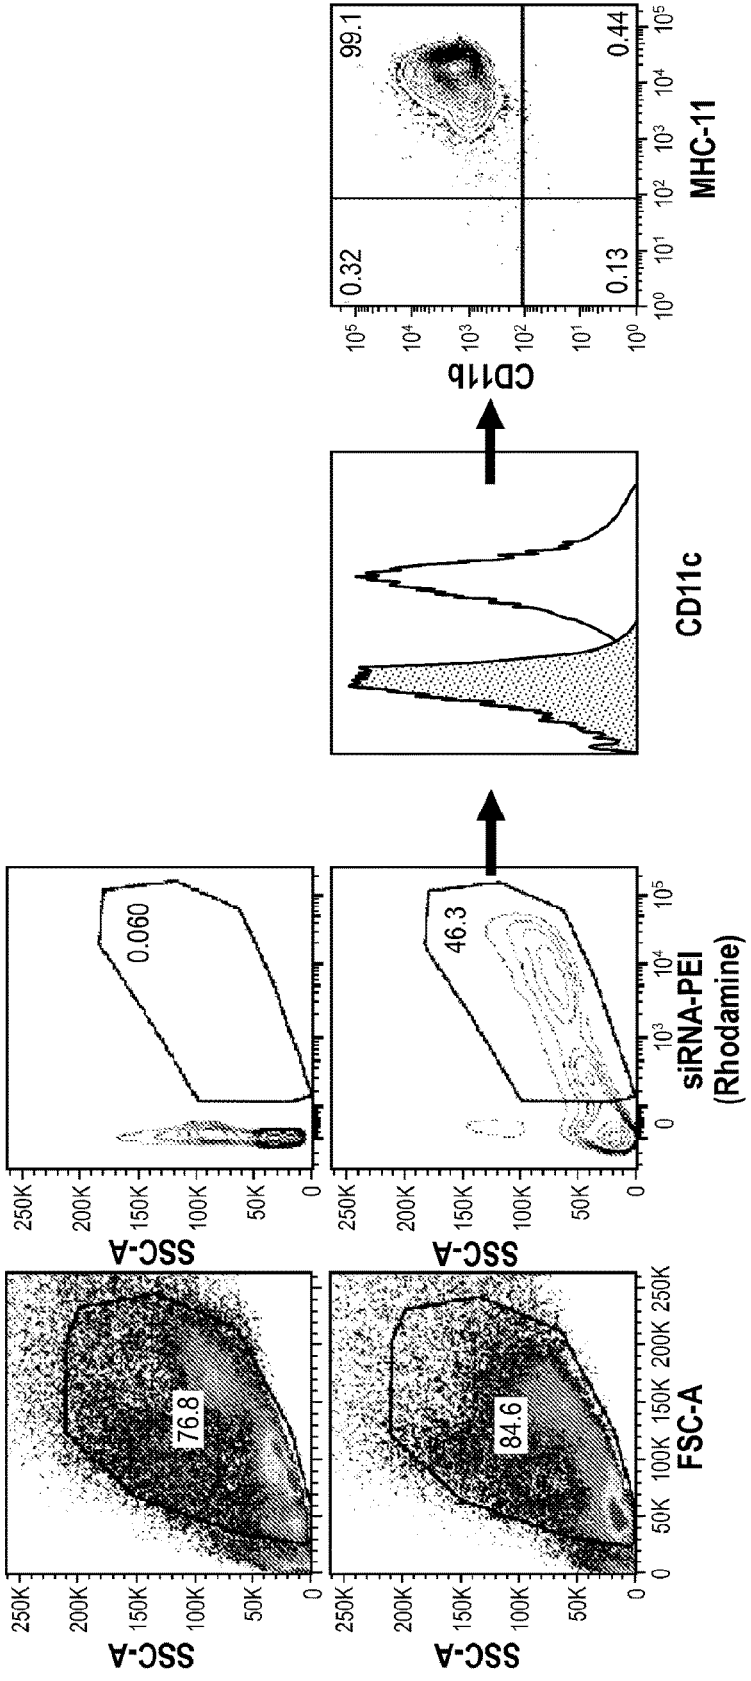 SSC-A
250K
200K
150K
100K
50K
0
76.8
SSC-A
250K
200K
150K
100K
50K
0
0.060
SSC-A
250K
200K
150K
100K
50K
0
84.6
0 50K 100K 150K 200K 250K
FSC-A
SSC-A
250K
200K
150K
100K
50K
0
46.3
0 10³ 10⁴ 10⁵
siRNA-PEI
(Rhodamine)
CD11c
CD11b
10⁵
10⁴
10³
10²
10¹
10⁰
0.32 99.1
0.13 0.44
10⁰ 10¹ 10² 10³ 10⁴ 10⁵
MHC-11